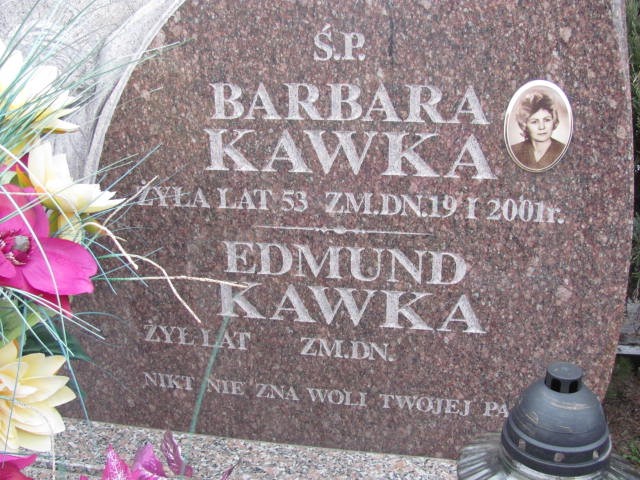 Ś.P.
BARBARA
KAWKA
ŻYŁA LAT 53 ZM.DN.19 I 2001r.
EDMUND
KAWKA
ŻYŁ LAT ZM.DN.
NIKT NIE ZNA WOLI TWOJEJ